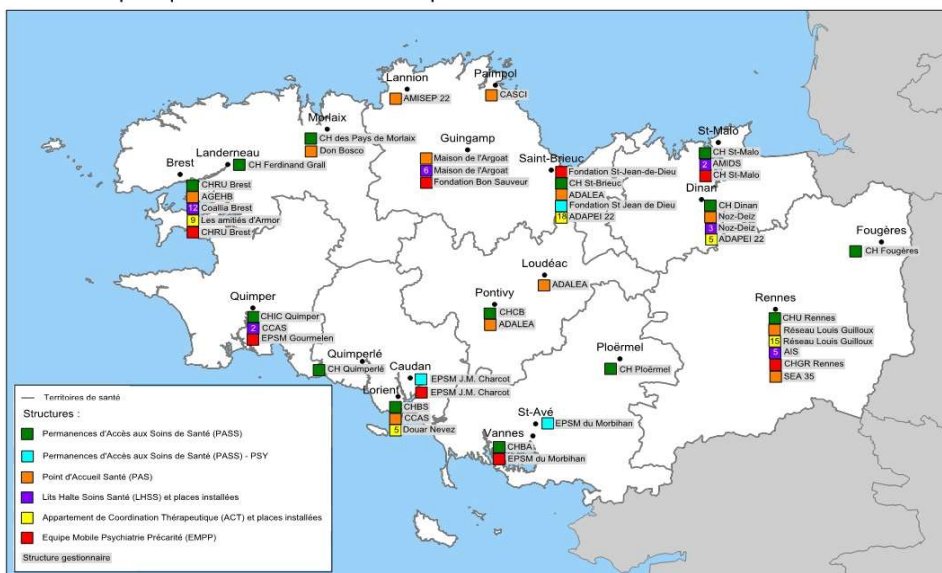 Lannion
AMISEP 22
Paimpol
CASCI
Morlaix
CH des Pays de Morlaix
Don Bosco
Landerneau
CH Ferdinand Grall
Brest
CHRU Brest
AGEHB
12 Coallia Brest
9 Les amitiés d'Armor
CHRU Brest
Guingamp
Maison de l'Argoat
6 Maison de l'Argoat
Fondation Bon Sauveur
Saint-Brieuc
Fondation St-Jean-de-Dieu
CH St-Brieuc
ADALEA
Fondation St Jean de Dieu
18 ADAPEI 22
St-Malo
CH St-Malo
2 AMIDS
CH St-Malo
Dinan
CH Dinan
Noz-Deiz
3 Noz-Deiz
5 ADAPEI 22
Fougères
CH Fougères
Loudéac
ADALEA
Pontivy
CHCB
ADALEA
Quimper
CHIC Quimper
2 CCAS
EPSM Gourmelen
Rennes
CHU Rennes
Réseau Louis Guilloux
15 Réseau Louis Guilloux
5 AIS
CHGR Rennes
SEA 35
Ploërmel
CH Ploërmel
Quimperlé
CH Quimperlé
Caudan
EPSM J.M. Charcot
EPSM J.M. Charcot
Lorient
CHBS
CCAS
5 Douar Nevez
St-Avé
EPSM du Morbihan
Vannes
CHBA
EPSM du Morbihan
Territoires de santé
Structures :
Permanences d'Accès aux Soins de Santé (PASS)
Permanences d'Accès aux Soins de Santé (PASS) - PSY
Point d'Accueil Santé (PAS)
Lits Halte Soins Santé (LHSS) et places installées
Appartement de Coordination Thérapeutique (ACT) et places installées
Equipe Mobile Psychiatrie Précarité (EMPP)
Structure gestionnaire